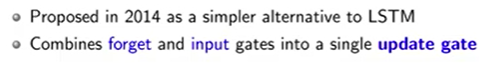 Proposed in 2014 as a simpler alternative to LSTM
Combines forget and input gates into a single update gate